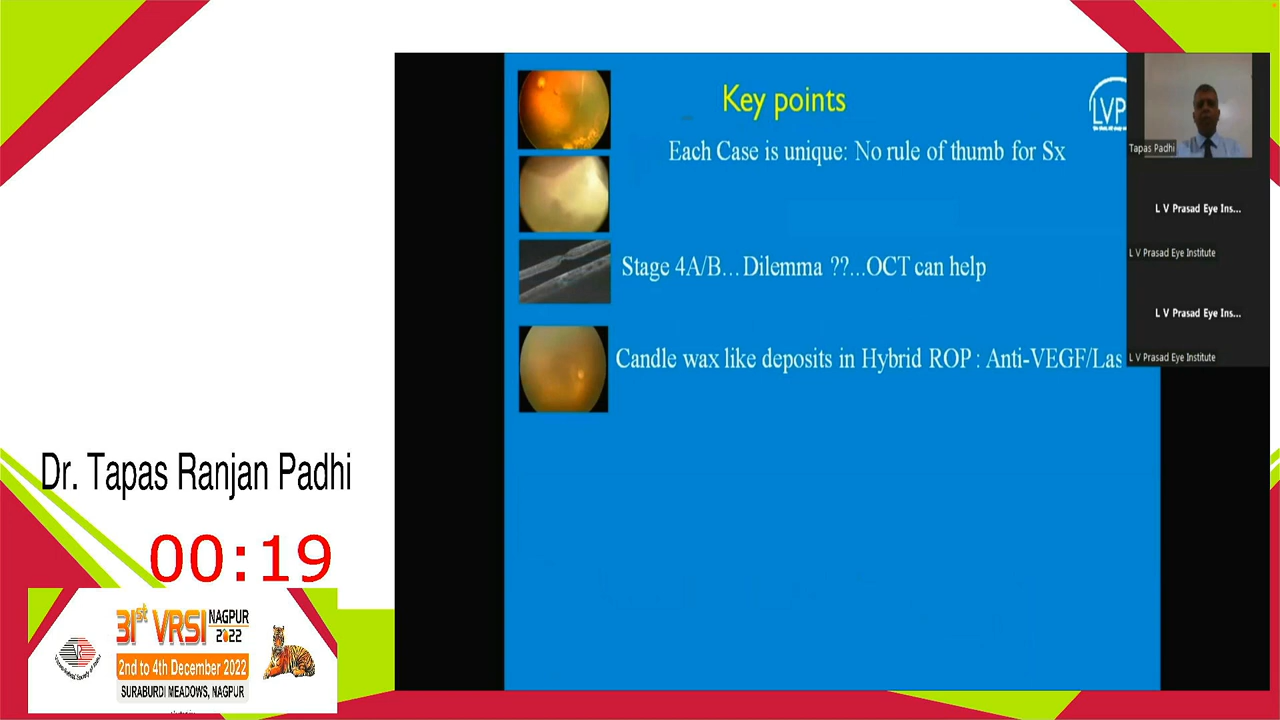 Key points
LVP
Each Case is unique: No rule of thumb for Sx
Stage 4A/B...Dilemma ??...OCT can help
Candle wax like deposits in Hybrid ROP : Anti-VEGF/Las
Tapas Padhi
L V Prasad Eye Ins...
L V Prasad Eye Institute
L V Prasad Eye Ins...
L V Prasad Eye Institute
Dr. Tapas Ranjan Padhi
00:19
31st VRSI NAGPUR 2022
2nd to 4th December 2022
SURABURDI MEADOWS, NAGPUR